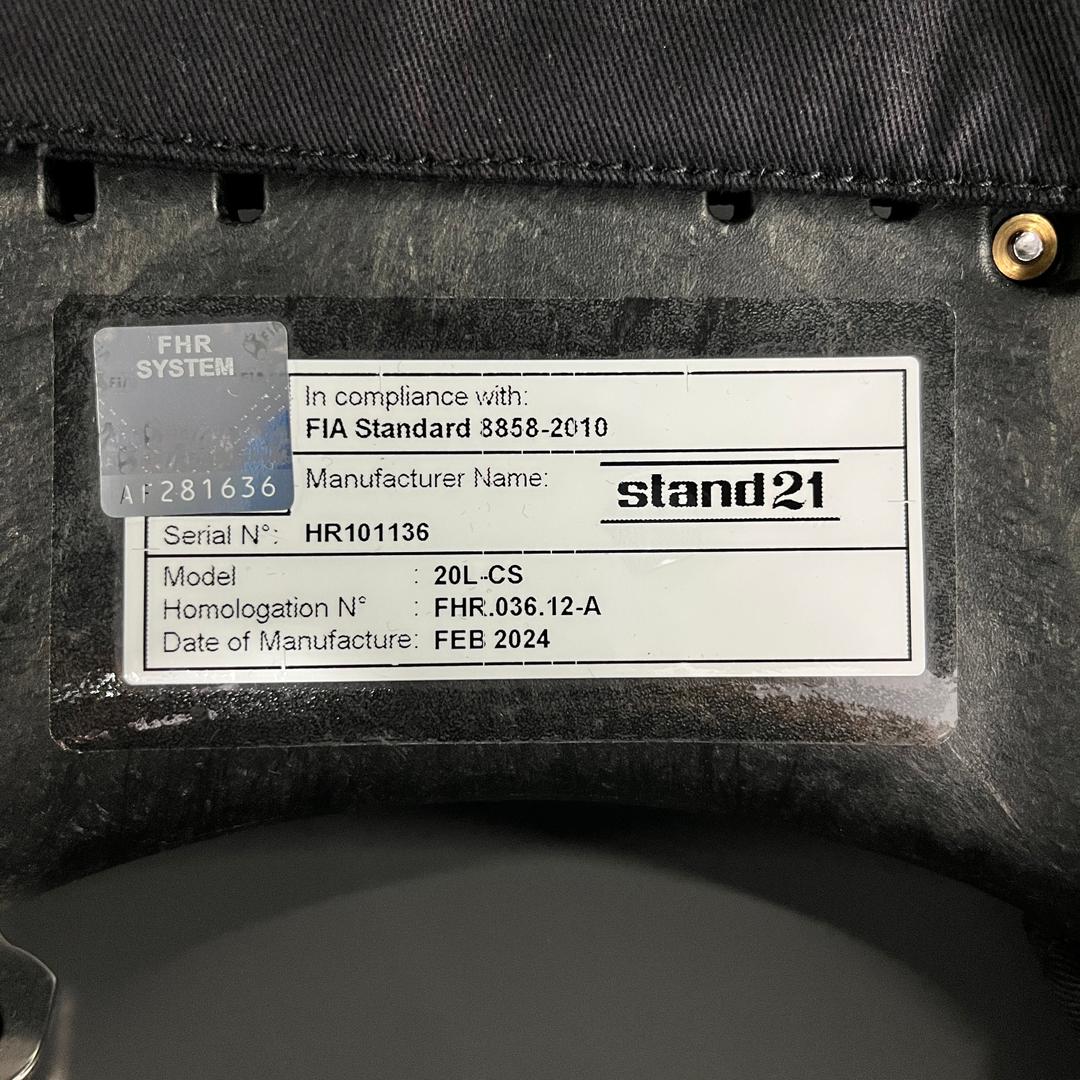 FHR
SYSTEM
AF281636
In compliance with:
FIA Standard 8858-2010
Manufacturer Name: stand21
Serial N°: HR101136
Model : 20L-CS
Homologation N° : FHR.036.12-A
Date of Manufacture: FEB 2024